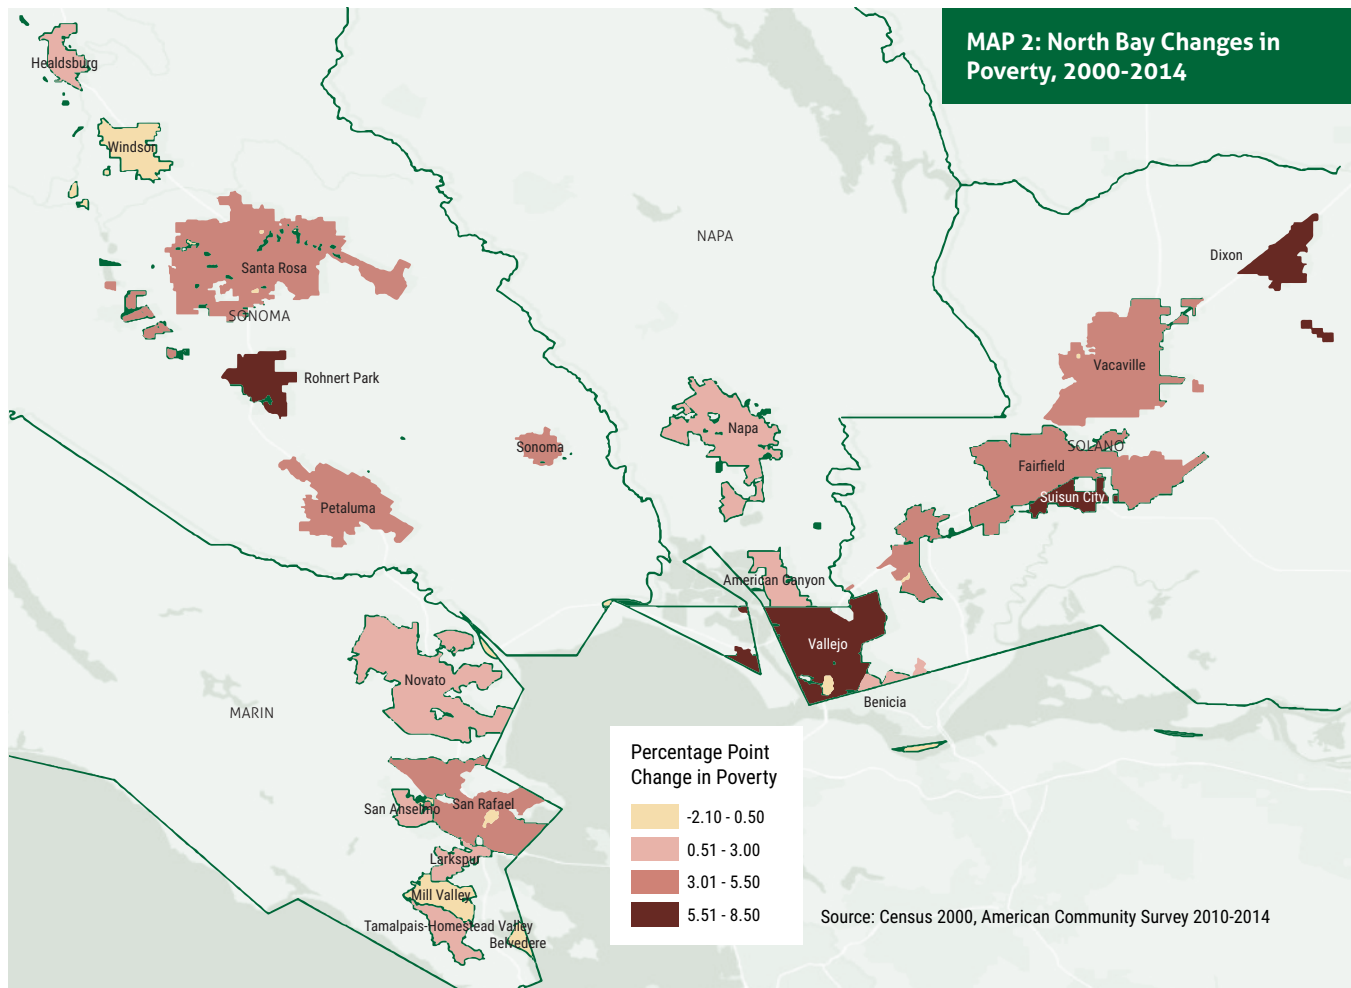 MAP 2: North Bay Changes in
Poverty, 2000-2014
Healdsburg
Windsor
NAPA
Dixon
Santa Rosa
SONOMA
Vacaville
Rohnert Park
Napa
Sonoma
SOLANO
Fairfield
Suisun City
Petaluma
American Canyon
Vallejo
Novato
Benicia
MARIN
San Anselmo
San Rafael
Larkspur
Mill Valley
Tamalpais-Homestead Valley
Belvedere
Percentage Point
Change in Poverty
-2.10 - 0.50
0.51 - 3.00
3.01 - 5.50
5.51 - 8.50
Source: Census 2000, American Community Survey 2010-2014